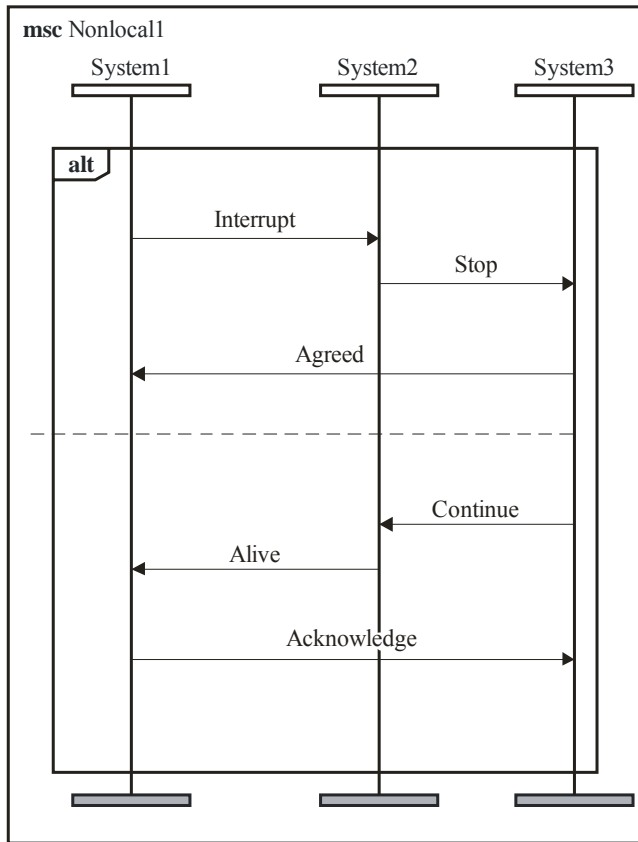 msc Nonlocal1
System1 System2 System3
alt
Interrupt
Stop
Agreed
Continue
Alive
Acknowledge